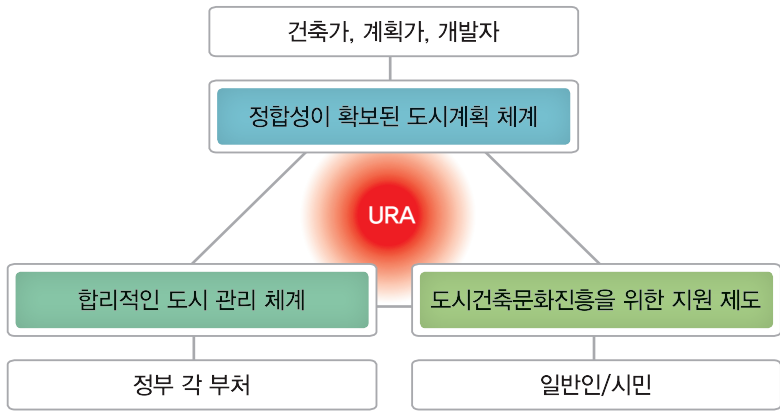 건축가, 계획가, 개발자
정합성이 확보된 도시계획 체계
URA
합리적인 도시 관리 체계
도시건축문화진흥을 위한 지원 제도
정부 각 부처
일반인/시민